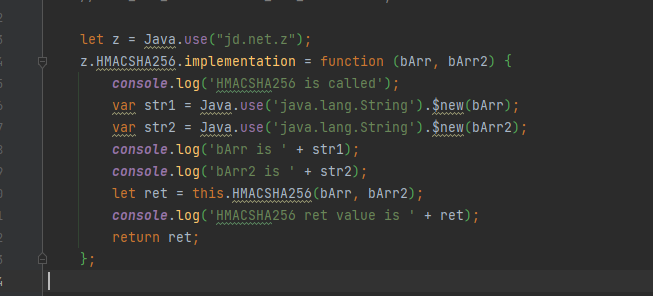 let z = Java.use("jd.net.z");
z.HMACSHA256.implementation = function (bArr, bArr2) {
console.log('HMACSHA256 is called');
var str1 = Java.use('java.lang.String').$new(bArr);
var str2 = Java.use('java.lang.String').$new(bArr2);
console.log('bArr is ' + str1);
console.log('bArr2 is ' + str2);
let ret = this.HMACSHA256(bArr, bArr2);
console.log('HMACSHA256 ret value is ' + ret);
return ret;
};